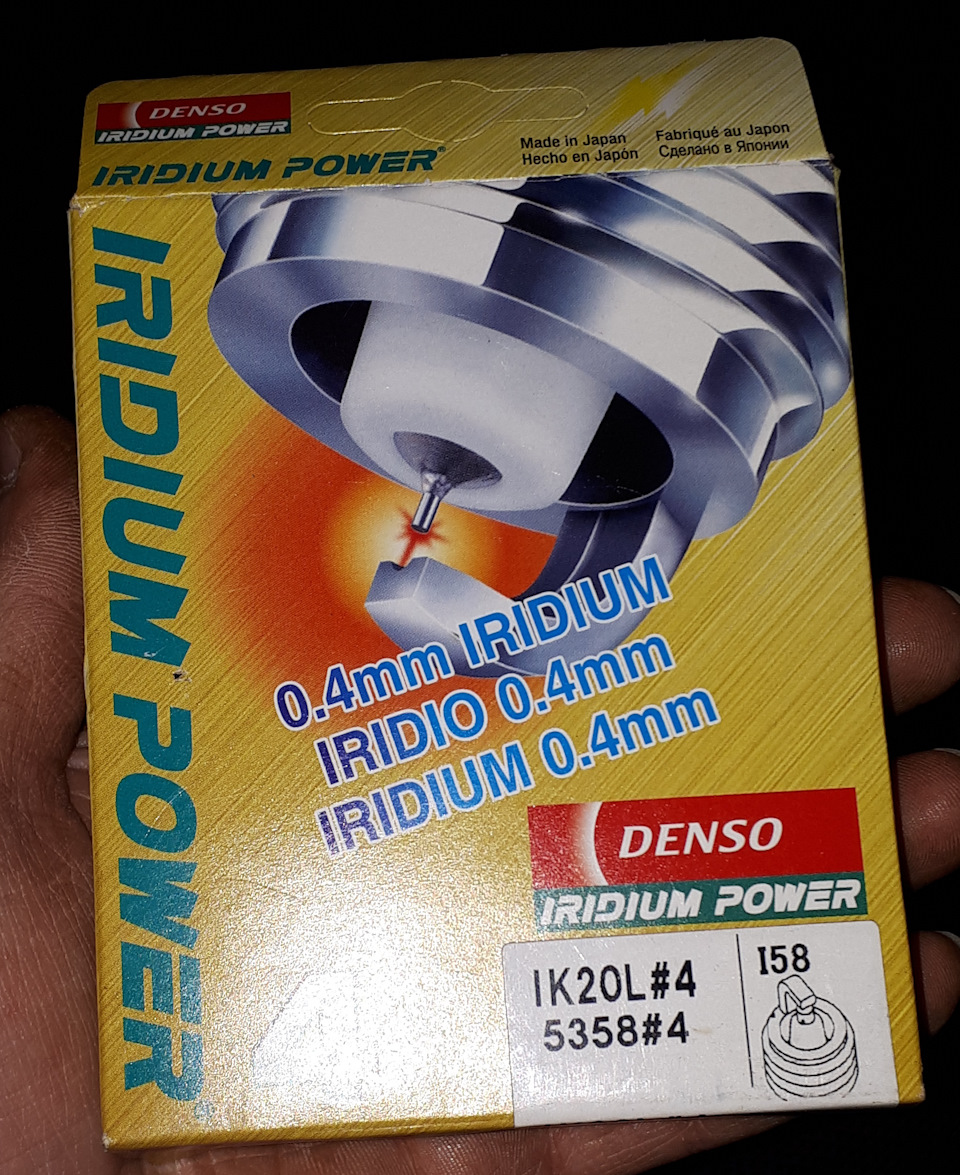 DENSO
IRIDIUM POWER
IRIDIUM POWER®
Made in Japan Fabriqué au Japon
Hecho en Japón Сделано в Японии
IRIDIUM POWER®
0.4mm IRIDIUM
IRIDIO 0.4mm
IRIDIUM 0.4mm
DENSO
IRIDIUM POWER
IK20L#4
5358#4
I58